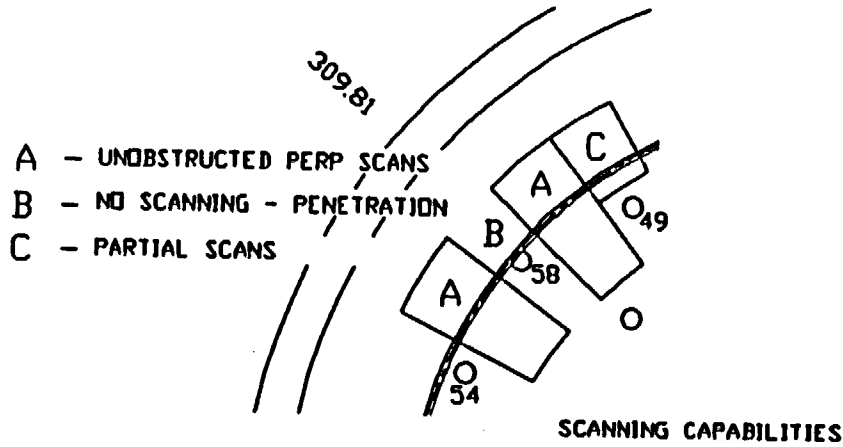 309.81
A - UNOBSTRUCTED PERP SCANS
B - NO SCANNING - PENETRATION
C - PARTIAL SCANS
C
A
49
B
58
A
54
SCANNING CAPABILITIES